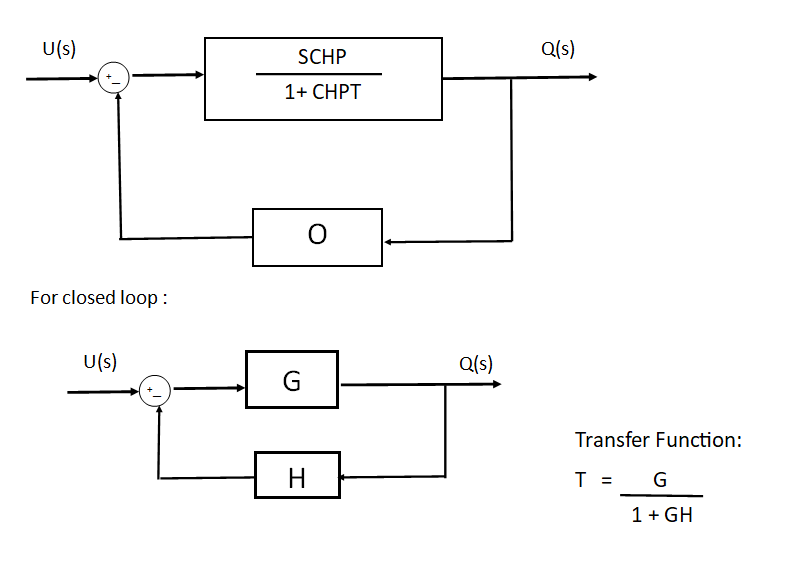 U(s)
Q(s)
SCHP
+
_
1+ CHPT
O
For closed loop :
U(s)
Q(s)
G
+
_
Transfer Function:
H
T = G
1 + GH